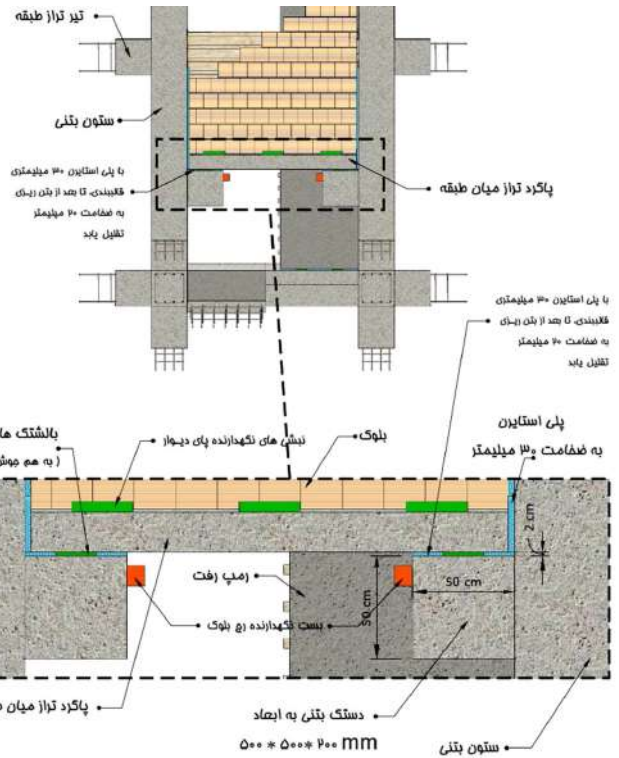 تیر تراز طبقه
ستون بتنی
با پلی استایرن ۳۰ میلیمتری
قالببندی، تا بعد از بتن ریزی
به ضخامت ۲۰ میلیمتر
تقلیل یابد
پاگرد تراز میان طبقه
با پلی استایرن ۳۰ میلیمتری
قالببندی، تا بعد از بتن ریزی
به ضخامت ۲۰ میلیمتر
تقلیل یابد
پلی استایرن
به ضخامت ۳۰ میلیمتر
بلوک
نبشی های نگهدارنده پای دیوار
بالشتک ها
( به هم جوش
2 cm
50 cm
50 cm
رمپ رفت
بست نگهدارنده رج بلوک
پاگرد تراز میان
دستک بتنی به ابعاد
۵۰۰ * ۵۰۰ * ۲۰۰ mm
ستون بتنی